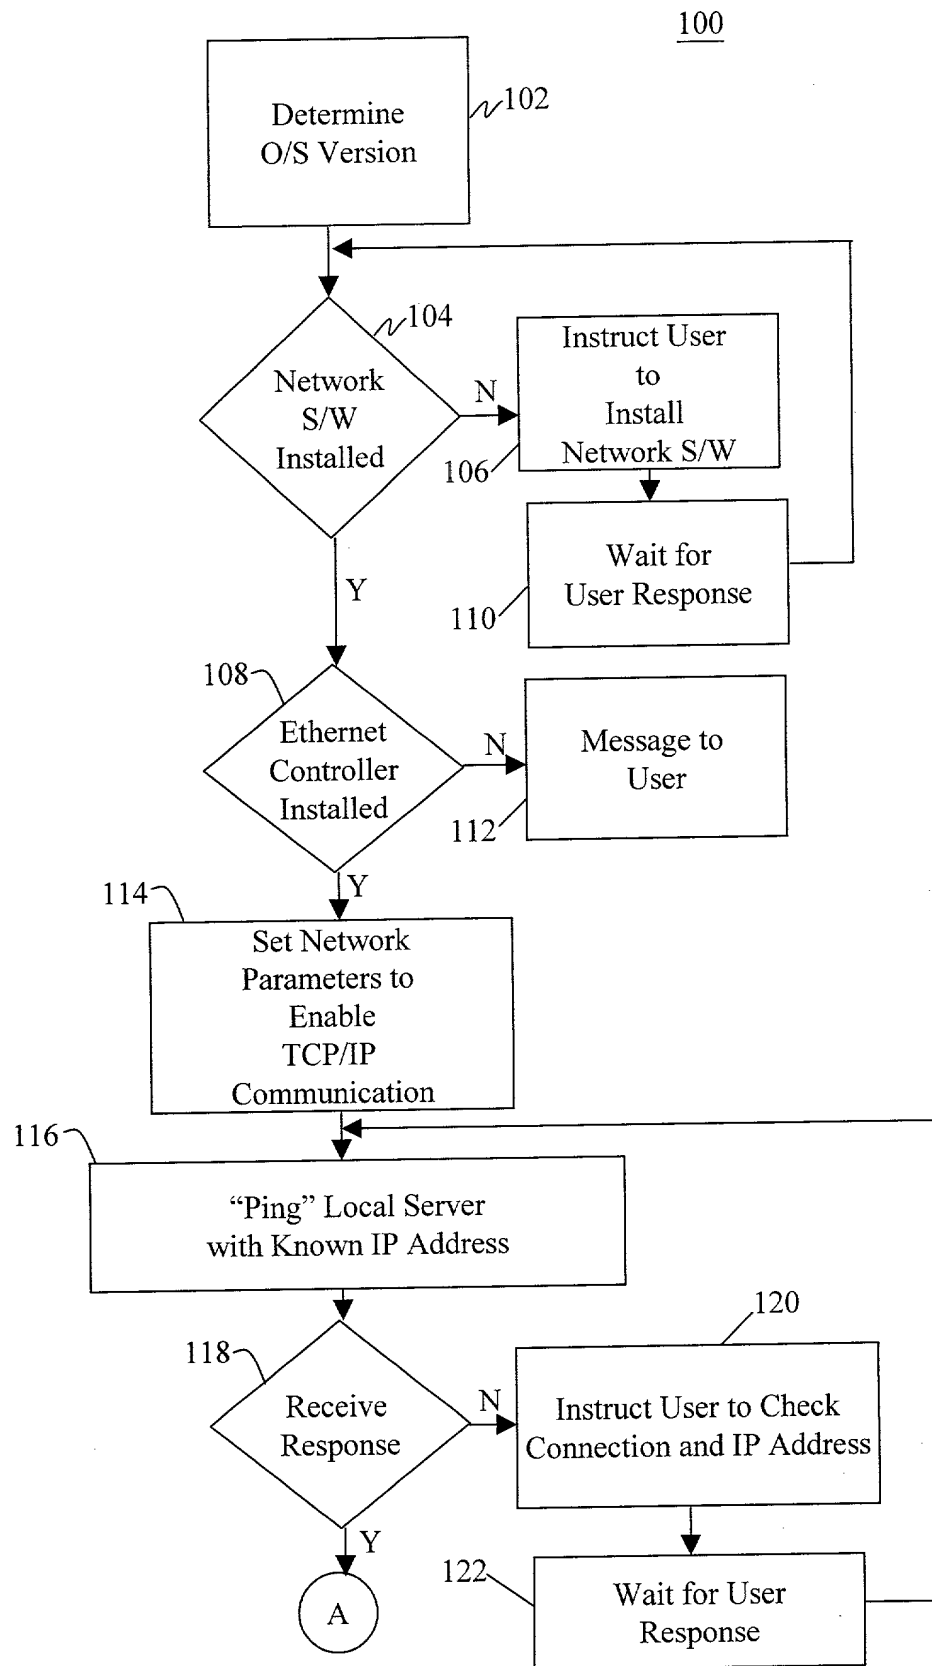 100
Determine
O/S Version
102
104
Network
S/W
Installed
N
Instruct User
to
Install
Network S/W
106
Wait for
User Response
110
Y
108
Ethernet
Controller
Installed
N
Message to
User
112
Y
114
Set Network
Parameters to
Enable
TCP/IP
Communication
116
“Ping” Local Server
with Known IP Address
118
Receive
Response
N
120
Instruct User to Check
Connection and IP Address
Y
A
122
Wait for User
Response